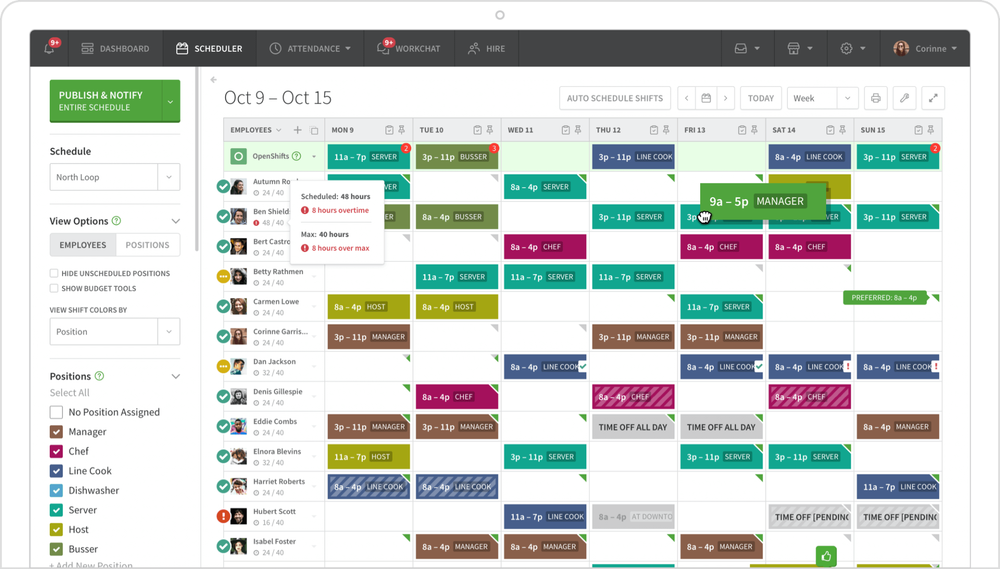 9+
DASHBOARD
SCHEDULER
ATTENDANCE
9+
WORKCHAT
HIRE
Corinne
PUBLISH & NOTIFY
ENTIRE SCHEDULE
Schedule
North Loop
View Options ?
EMPLOYEES POSITIONS
HIDE UNSCHEDULED POSITIONS
SHOW BUDGET TOOLS
VIEW SHIFT COLORS BY
Position
Positions ?
Select All
No Position Assigned
Manager
Chef
Line Cook
Dishwasher
Server
Host
Busser
+ Add New Position
Oct 9 – Oct 15
AUTO SCHEDULE SHIFTS
TODAY
Week
EMPLOYEES MON 9 TUE 10 WED 11 THU 12 FRI 13 SAT 14 SUN 15
OpenShifts ? 11a – 7p SERVER 2 3p – 11p BUSSER 3 3p – 11p LINE COOK 8a - 4p LINE COOK 3p – 11p SERVER 2
Autumn Ro VER 8a – 4p SERVER
24 / 40
Scheduled: 48 hours
8 hours overtime
Max: 40 hours
8 hours over max
9a – 5p MANAGER
Ben Shields ER 8a – 4p BUSSER 3p – 11p SERVER 3p VER 3p – 11p SERVER
48 / 40
Bert Castro 8a – 4p CHEF 8a – 4p CHEF 8a – 4p CHEF
24 / 40
Betty Rathmen 11a – 7p SERVER 11a – 7p SERVER 11a – 7p SERVER
24 / 40
Carmen Lowe 8a – 4p HOST 8a – 4p HOST 11a – 7p SERVER PREFERRED: 8a – 4p
24 / 40
Corinne Garris... 3p – 11p MANAGER 3p – 11p MANAGER 3p – 11p MANAGER
24 / 40
Dan Jackson 8a – 4p LINE COOK 8a – 4p LINE COOK 8a – 4p LINE COOK ! 8a – 4p LINE COOK !
32 / 40
Denis Gillespie 8a – 4p CHEF 8a – 4p CHEF 8a – 4p CHEF
24 / 40
Eddie Combs 3p – 11p MANAGER 3p – 11p MANAGER TIME OFF ALL DAY TIME OFF ALL DAY 8a – 4p MANAGER
24 / 40
Elnora Blevins 11a – 7p HOST 3p – 11p SERVER 3p – 11p SERVER 3p – 11p SERVER
32 / 40
Harriet Roberts 8a – 4p LINE COOK 8a – 4p LINE COOK 11a – 7p LINE COOK
24 / 40
Hubert Scott 11a – 7p LINE COOK 8a – 4p AT DOWNTO TIME OFF [PENDING TIME OFF [PENDING
16 / 40
Isabel Foster 8a – 4p MANAGER 8a – 4p MANAGER 8a – 4p MANAGER
24 / 40